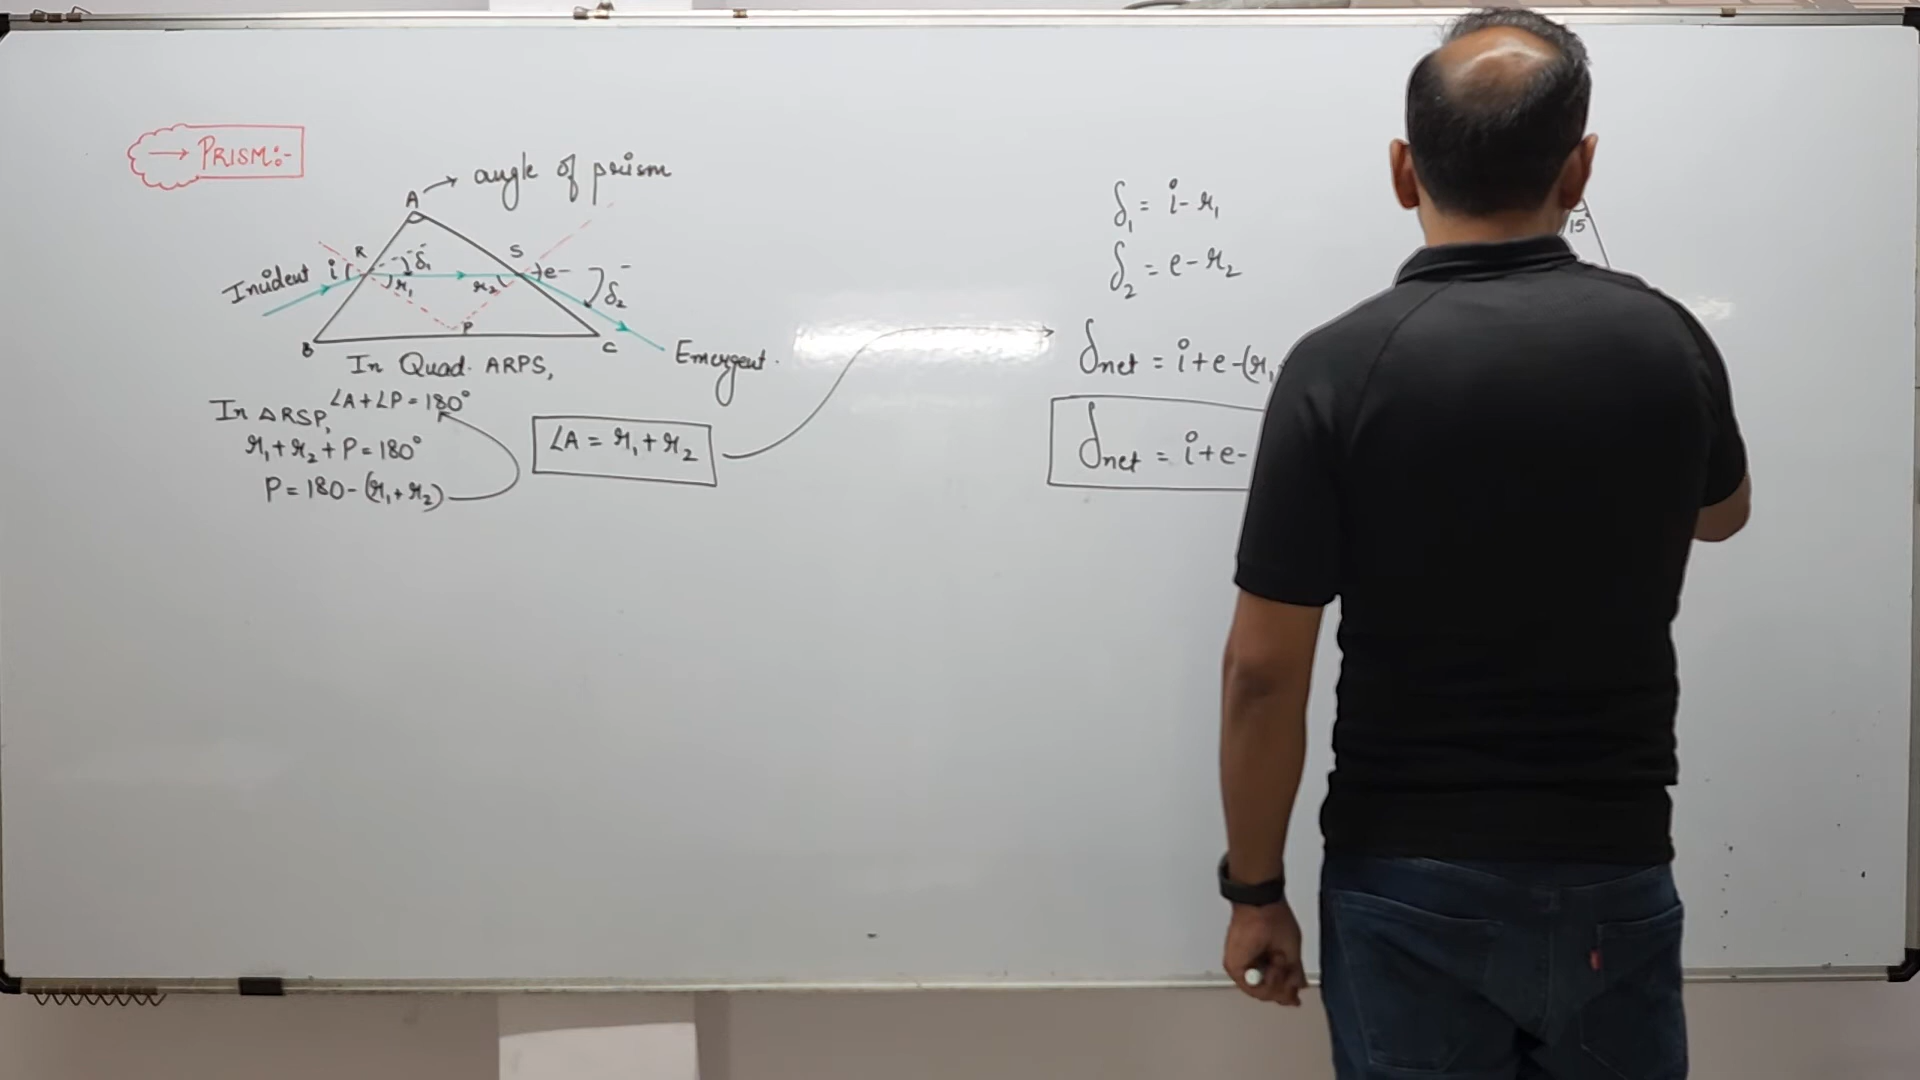 → PRISM:-
A → angle of prism
R
S
Incident i
δ₁
r₁
r₂
e
δ₂
P
B
C
Emergent.
In Quad. ARPS,
∠A+∠P=180°
In △RSP,
r₁+r₂+P=180°
P=180-(r₁+r₂)
∠A = r₁+r₂
δ₁ = i-r₁
δ₂ = e-r₂
δnet = i+e-(r₁
δnet = i+e-
15°